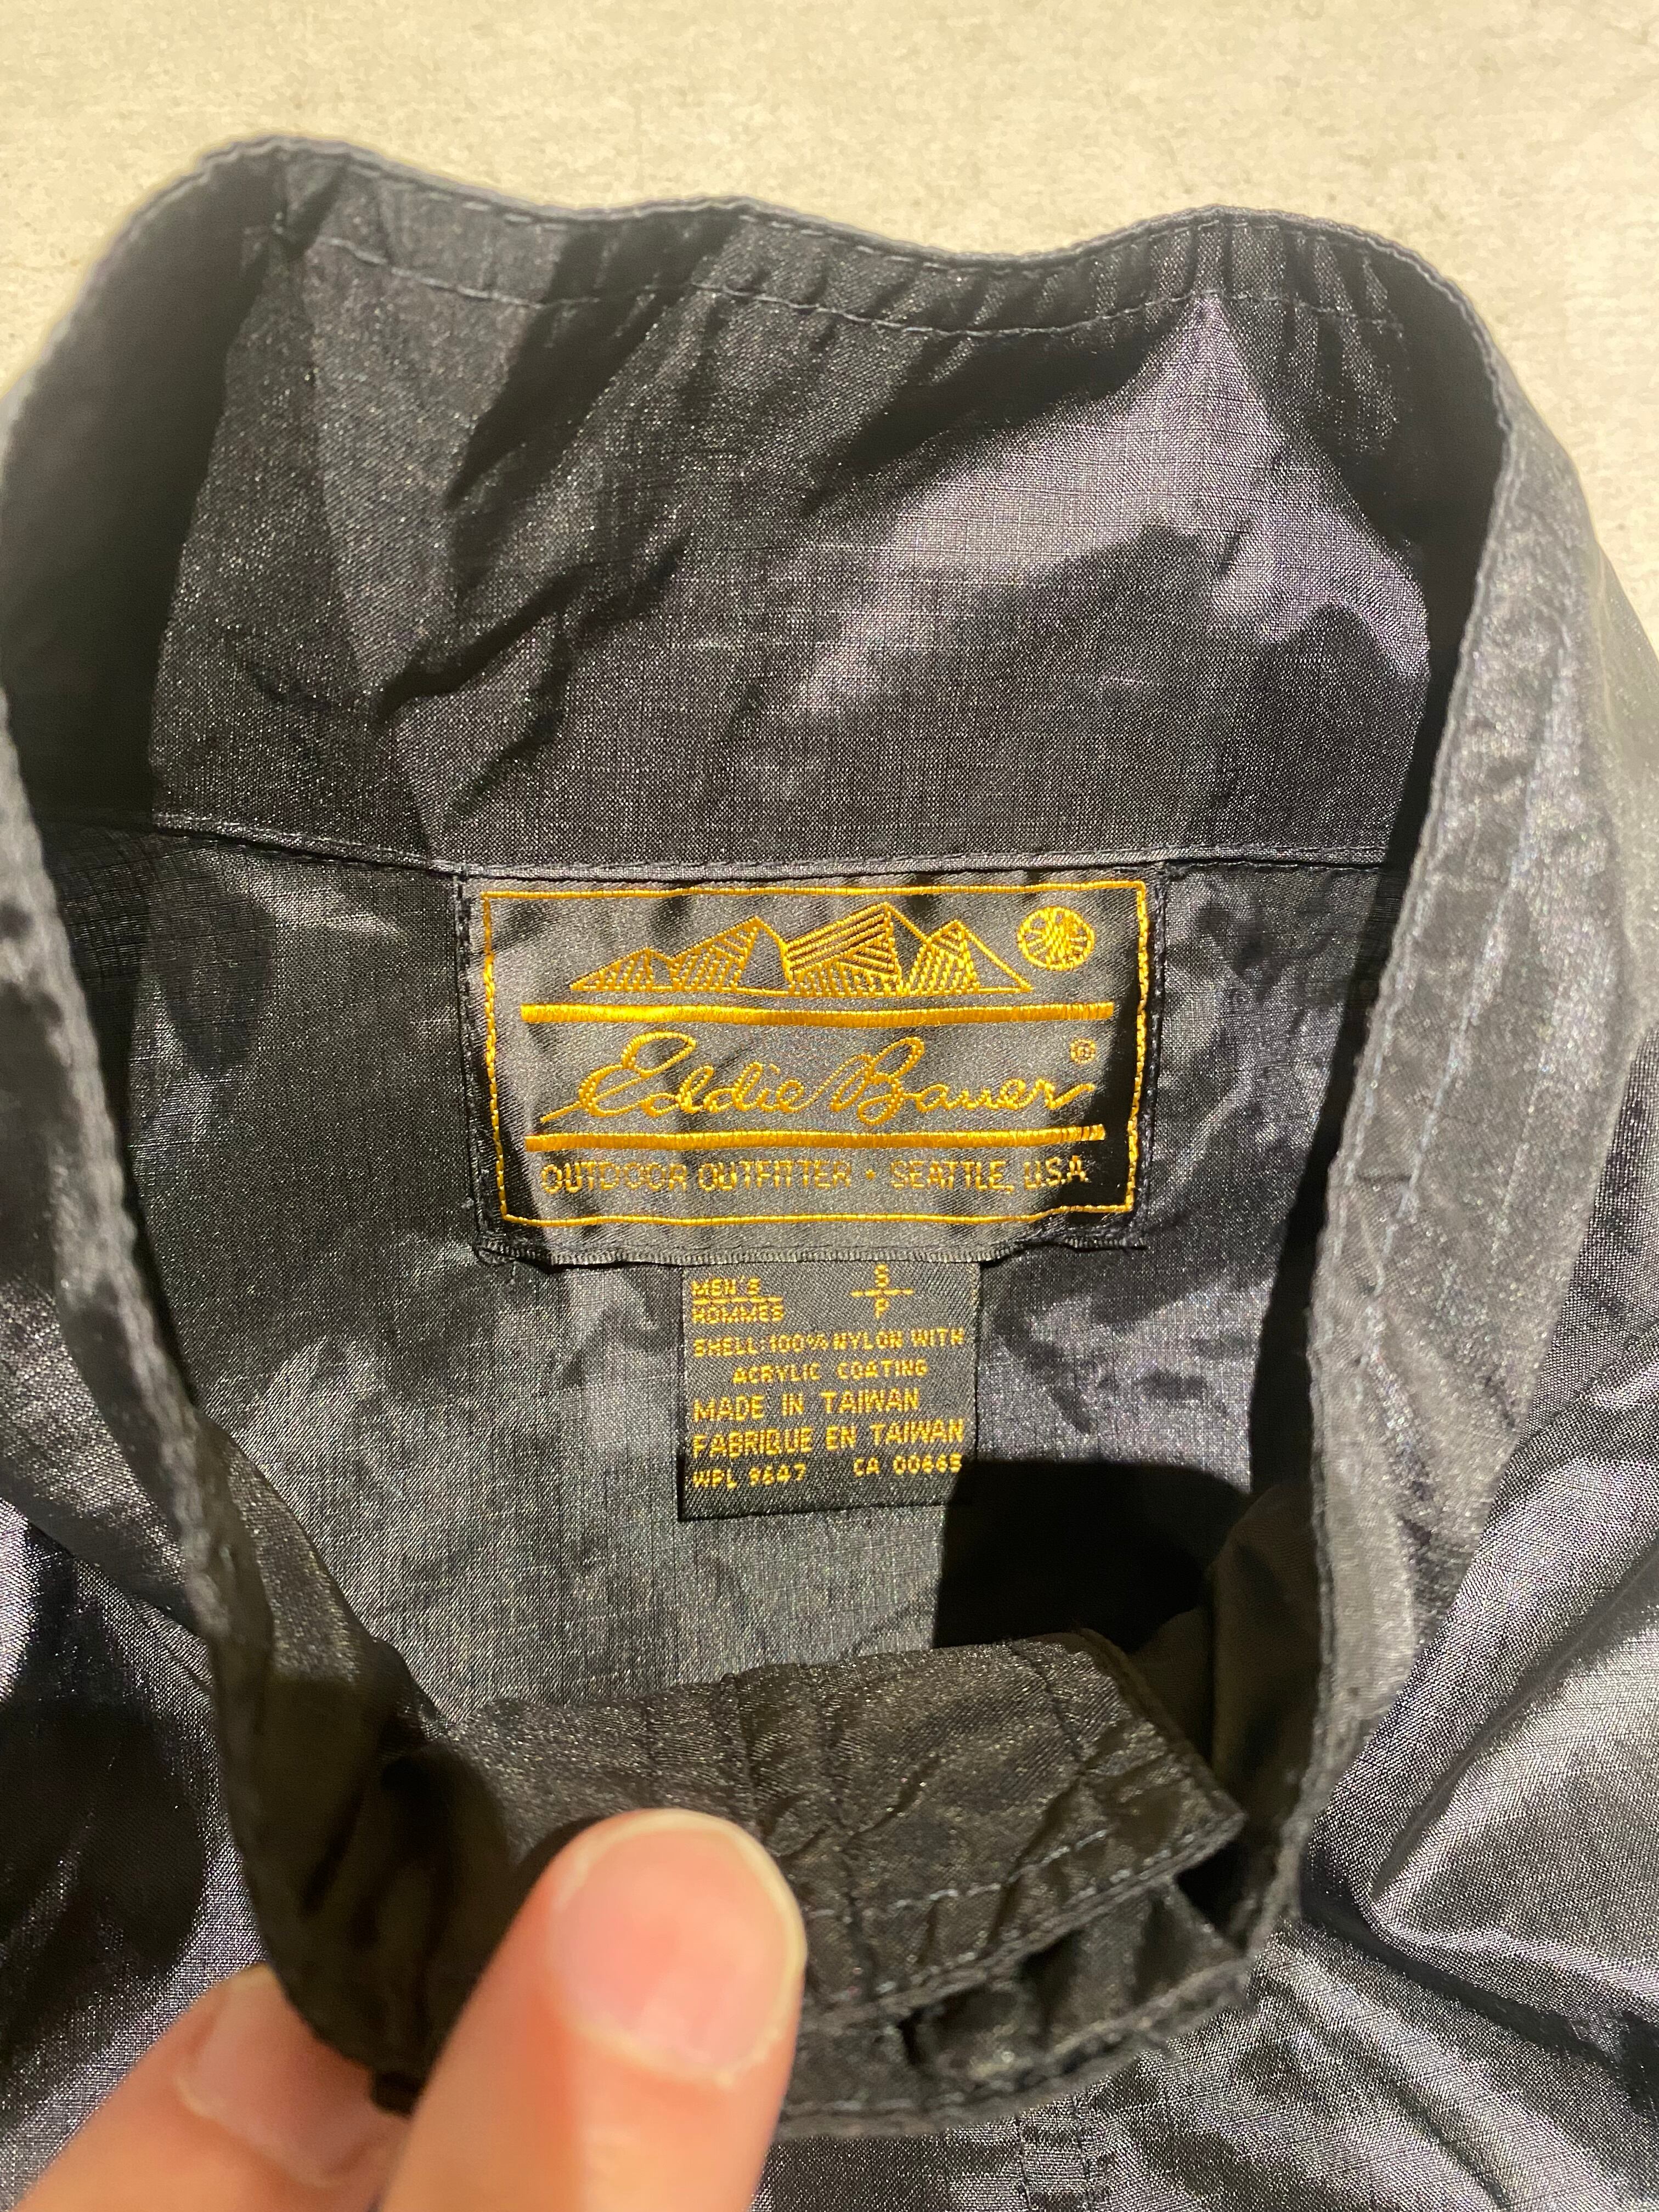 Eddie Bauer®
OUTDOOR OUTFITTER • SEATTLE, U.S.A.
MEN'S S
HOMMES P
SHELL: 100% NYLON WITH
ACRYLIC COATING
MADE IN TAIWAN
FABRIQUE EN TAIWAN
WPL 9647 CA 00665